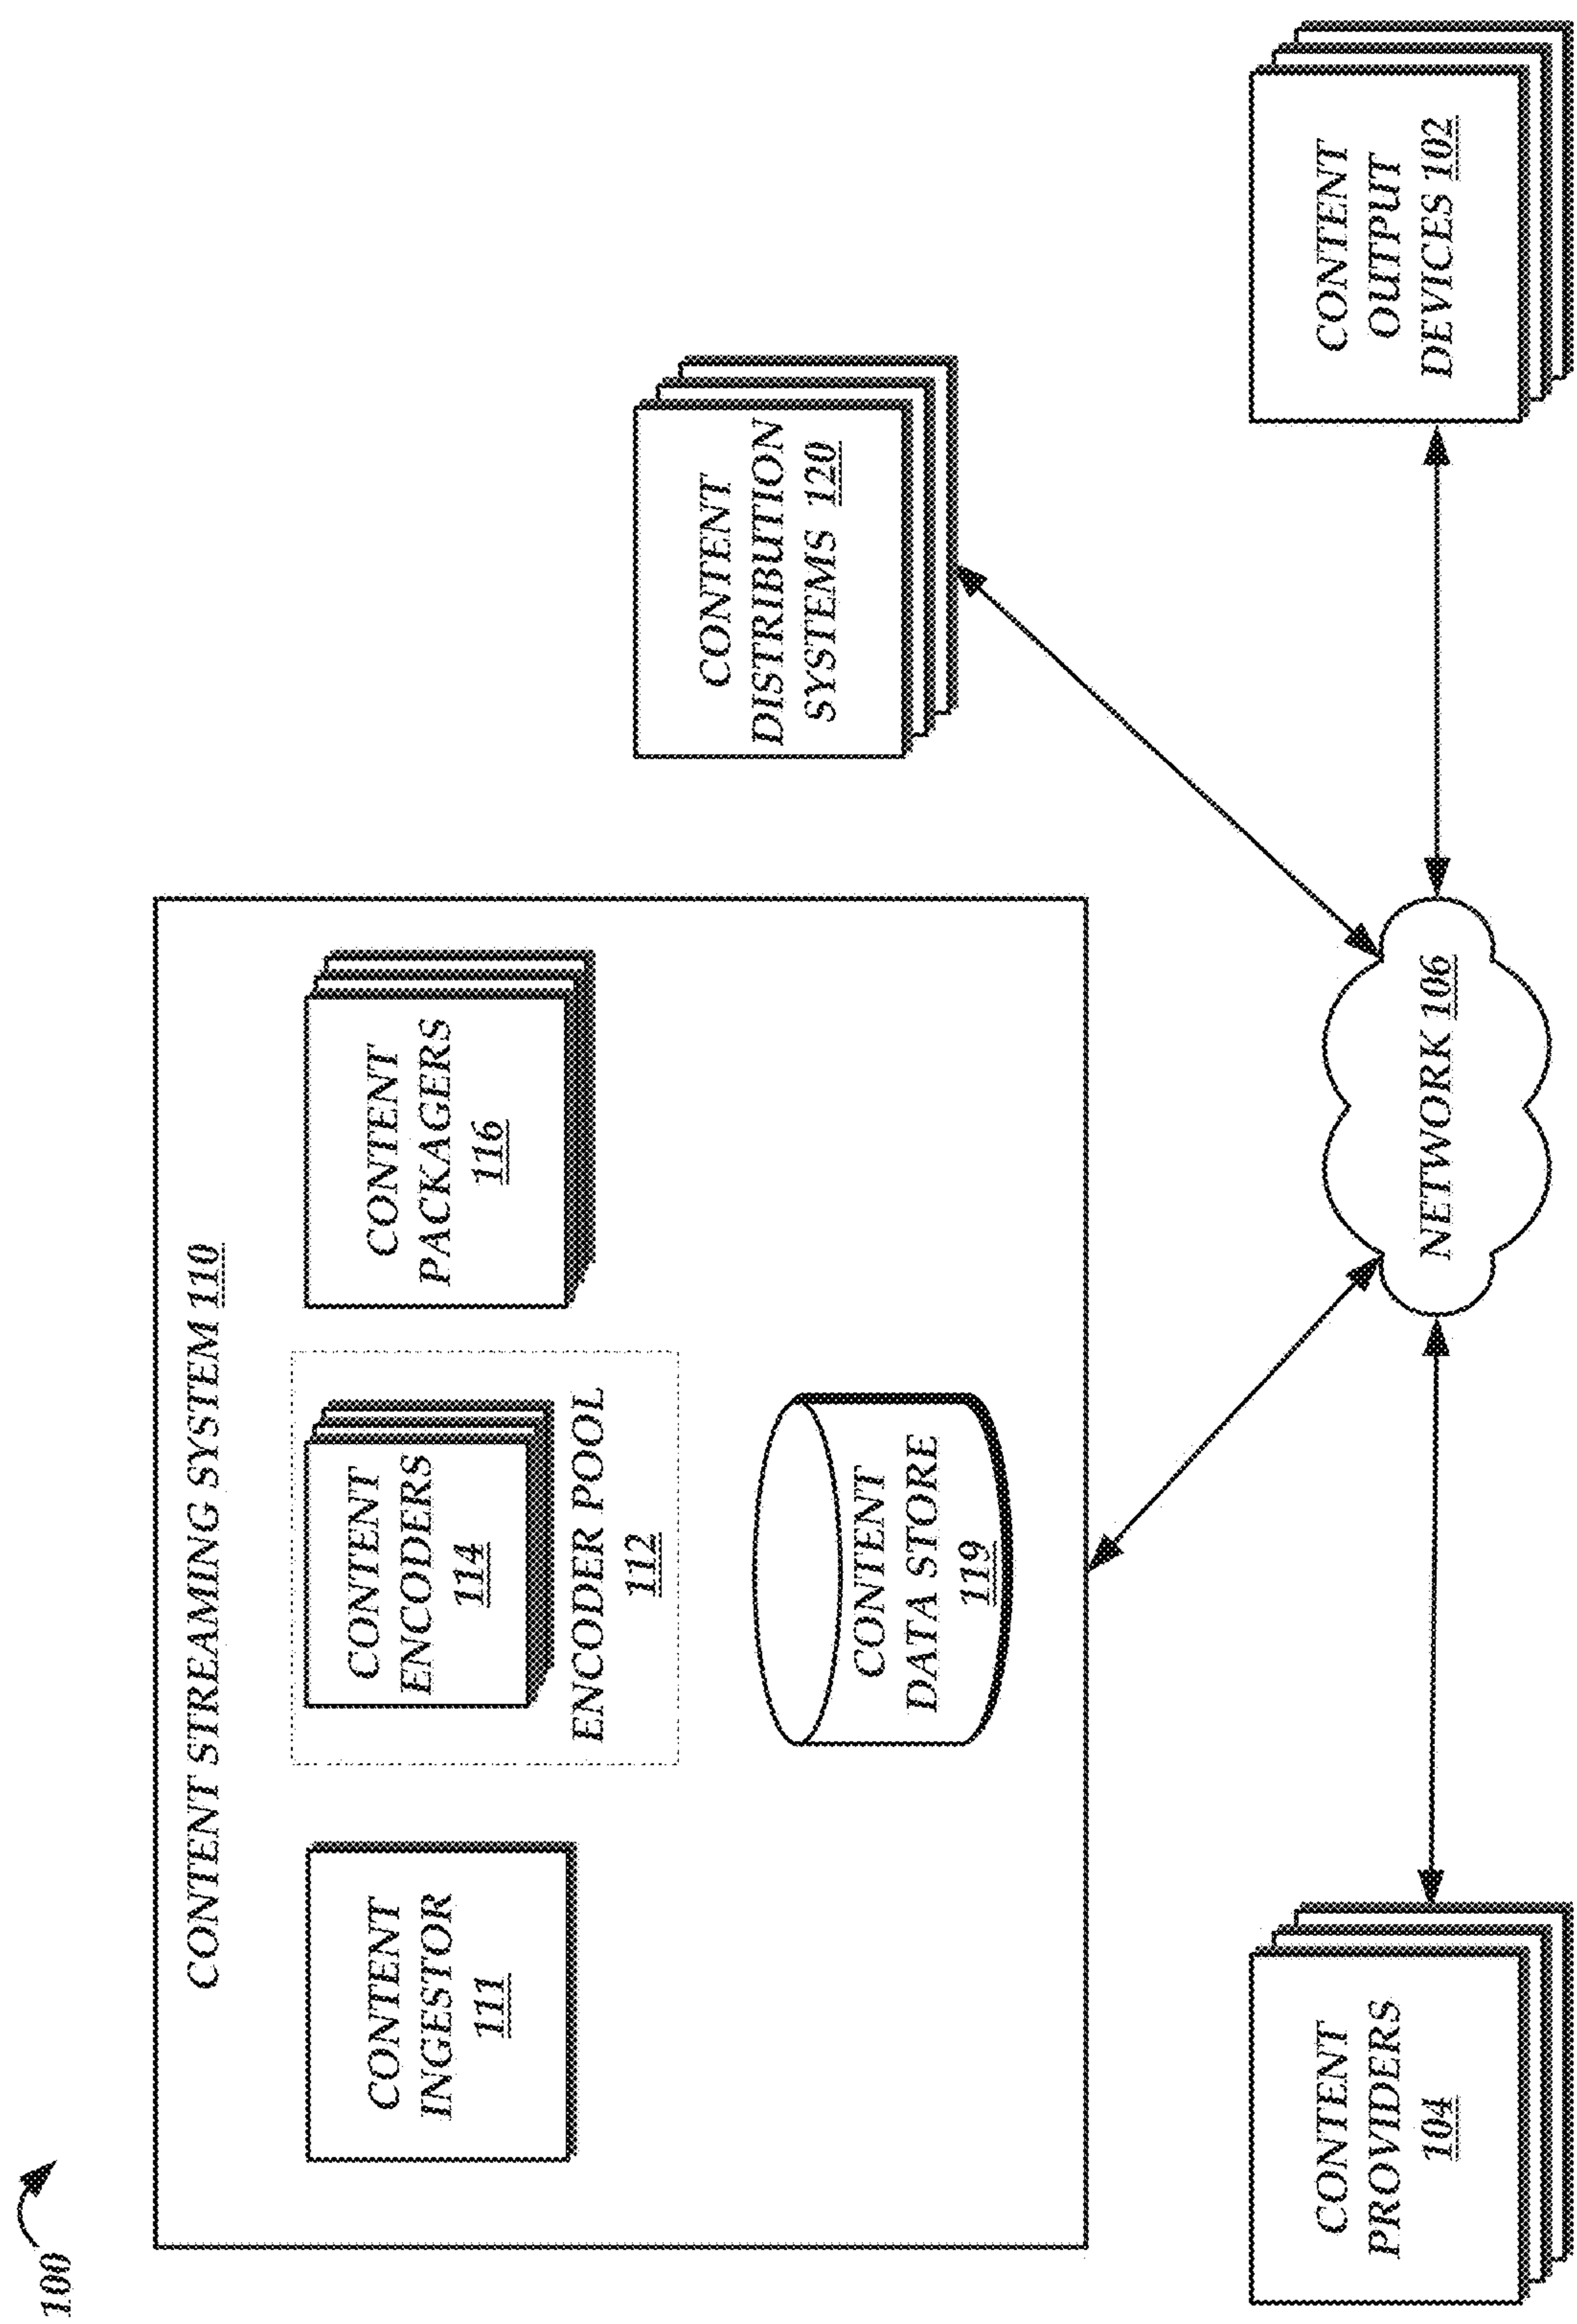 100
CONTENT STREAMING SYSTEM 110
CONTENT
INGESTOR
111
CONTENT
ENCODERS
114
ENCODER POOL
112
CONTENT
PACKAGERS
116
CONTENT
DATA STORE
119
CONTENT
DISTRIBUTION
SYSTEMS 120
CONTENT
PROVIDERS
104
NETWORK 106
CONTENT
OUTPUT
DEVICES 102